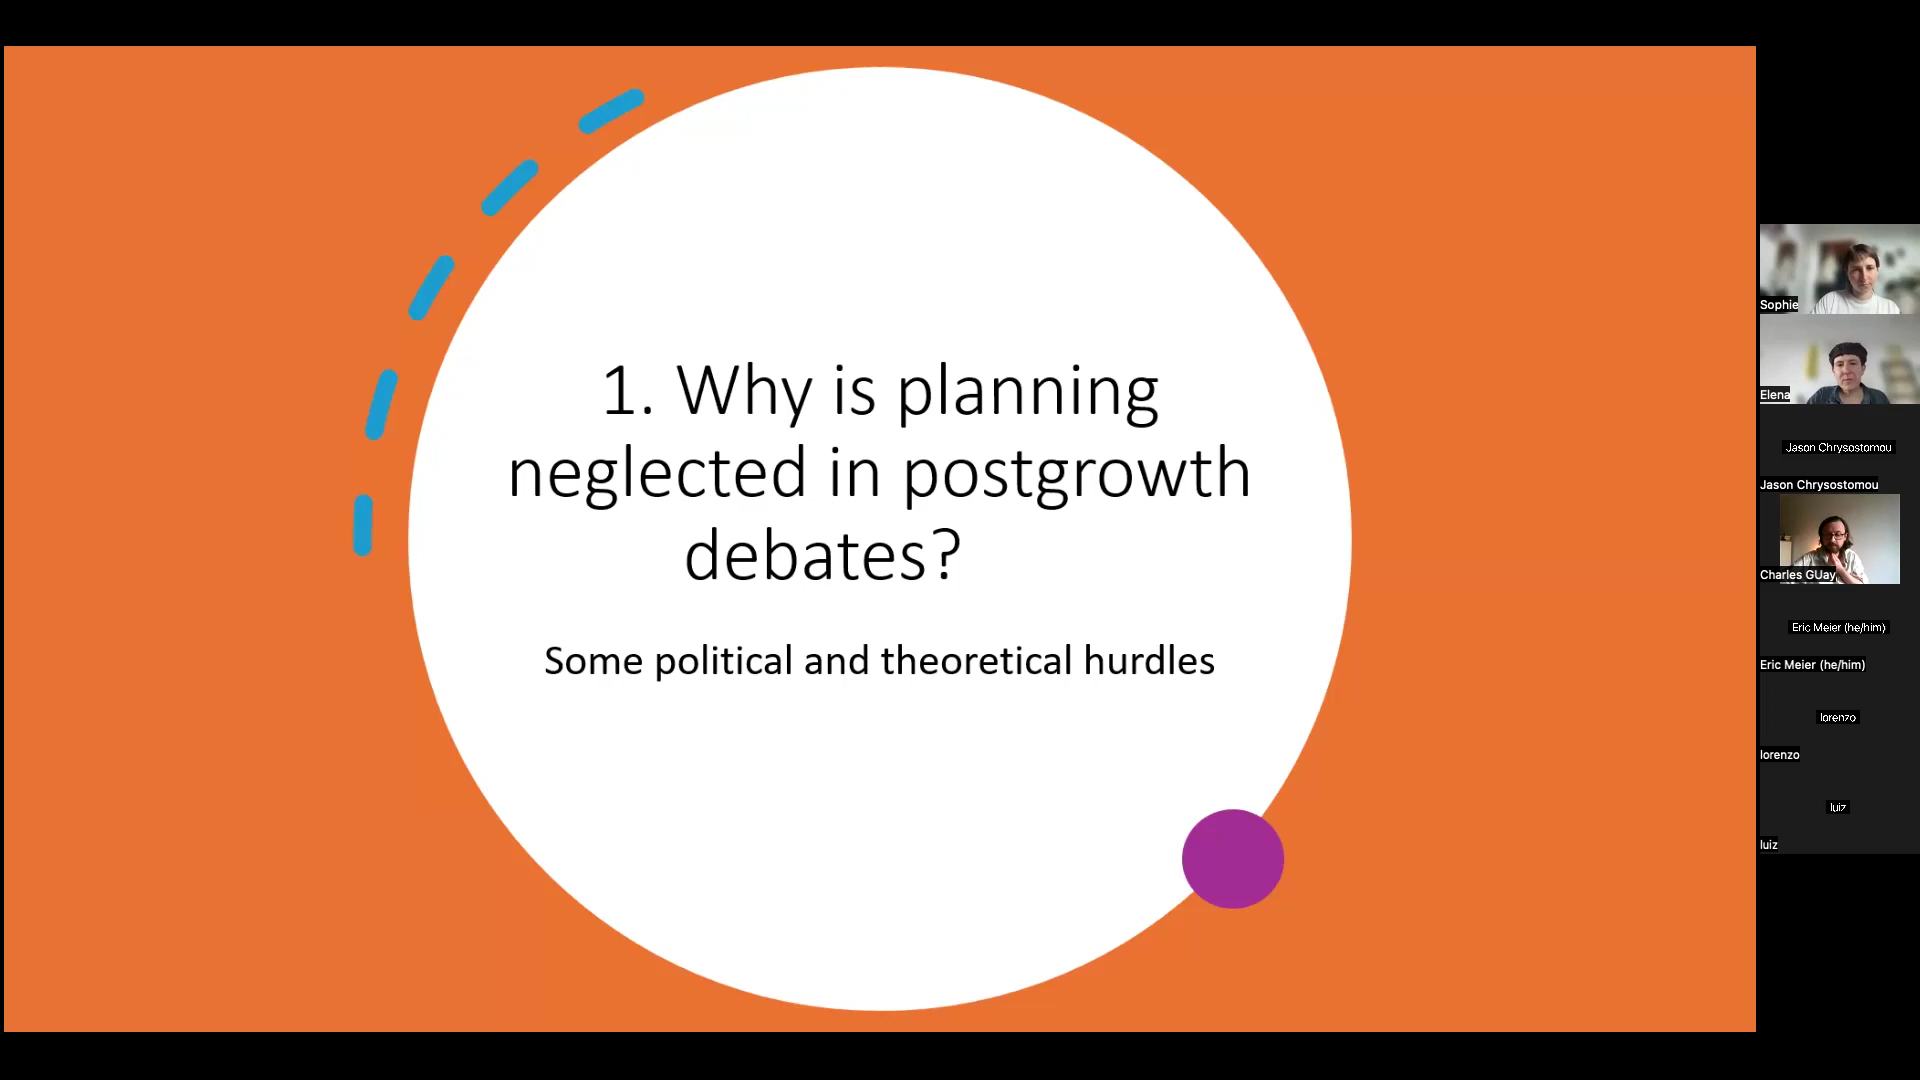 1. Why is planning
neglected in postgrowth
debates?
Some political and theoretical hurdles
Sophie
Elena
Jason Chrysostomou
Jason Chrysostomou
Charles GUay
Eric Meier (he/him)
Eric Meier (he/him)
lorenzo
lorenzo
luiz
luiz